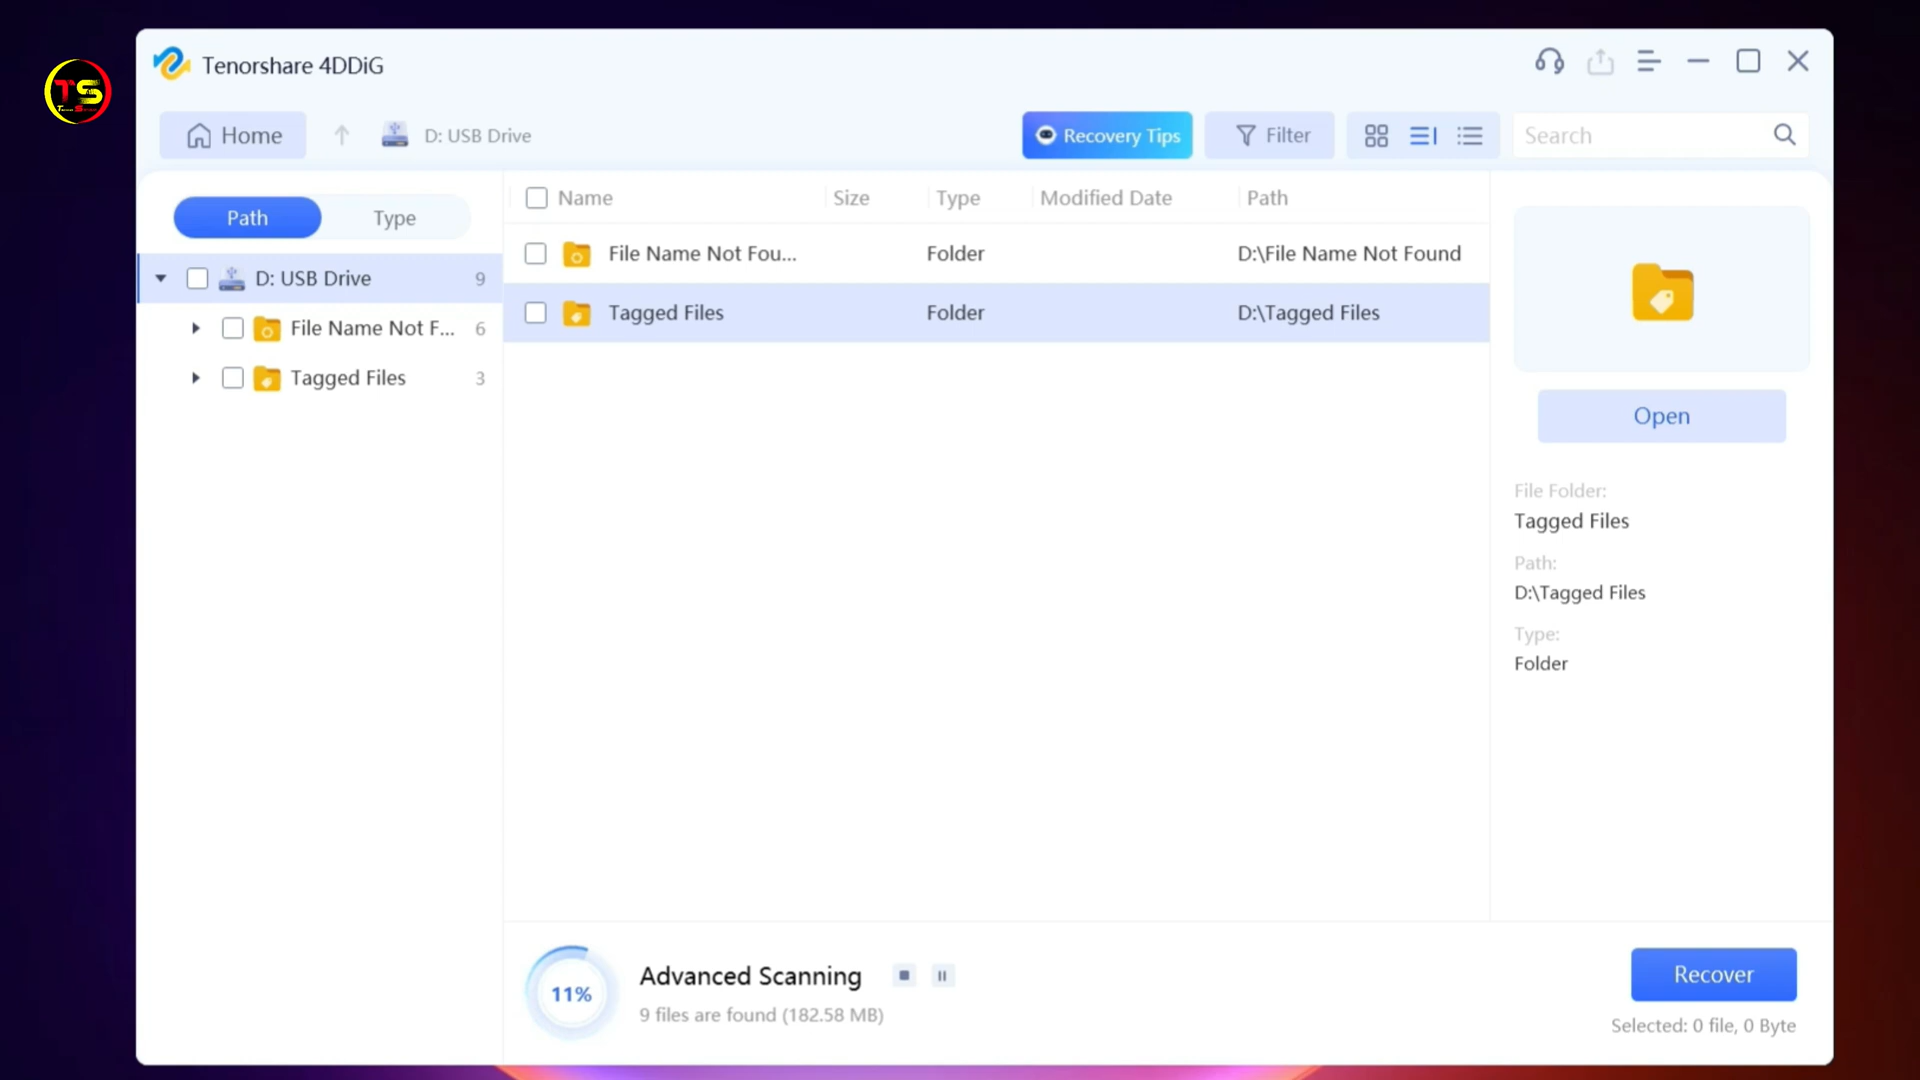 Tenorshare 4DDiG
TS
Home
D: USB Drive
Recovery Tips
Filter
Search
Path
Type
D: USB Drive 9
File Name Not F... 6
Tagged Files 3
Name Size Type Modified Date Path
File Name Not Fou... Folder D:\File Name Not Found
Tagged Files Folder D:\Tagged Files
Open
File Folder:
Tagged Files
Path:
D:\Tagged Files
Type:
Folder
11%
Advanced Scanning
9 files are found (182.58 MB)
Recover
Selected: 0 file, 0 Byte